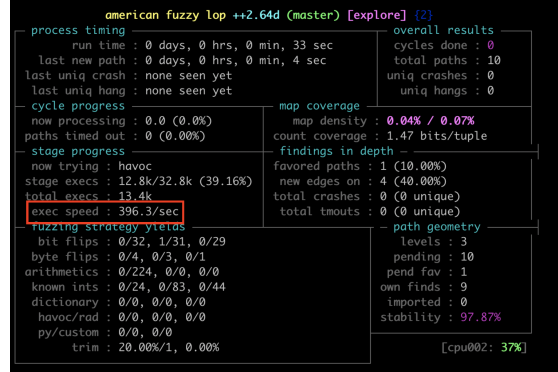 american fuzzy lop ++2.64d (master) [explore] {2}
process timing
overall results
run time : 0 days, 0 hrs, 0 min, 33 sec
cycles done : 0
last new path : 0 days, 0 hrs, 0 min, 4 sec
total paths : 10
last uniq crash : none seen yet
uniq crashes : 0
last uniq hang : none seen yet
uniq hangs : 0
cycle progress
map coverage
now processing : 0.0 (0.0%)
map density : 0.04% / 0.07%
paths timed out : 0 (0.00%)
count coverage : 1.47 bits/tuple
stage progress
findings in depth
now trying : havoc
favored paths : 1 (10.00%)
stage execs : 12.8k/32.8k (39.16%)
new edges on : 4 (40.00%)
total execs : 13.4k
total crashes : 0 (0 unique)
exec speed : 396.3/sec
total tmouts : 0 (0 unique)
fuzzing strategy yields
path geometry
bit flips : 0/32, 1/31, 0/29
levels : 3
byte flips : 0/4, 0/3, 0/1
pending : 10
arithmetics : 0/224, 0/0, 0/0
pend fav : 1
known ints : 0/24, 0/83, 0/44
own finds : 9
dictionary : 0/0, 0/0, 0/0
imported : 0
havoc/rad : 0/0, 0/0, 0/0
stability : 97.87%
py/custom : 0/0, 0/0
trim : 20.00%/1, 0.00%
[cpu002: 37%]